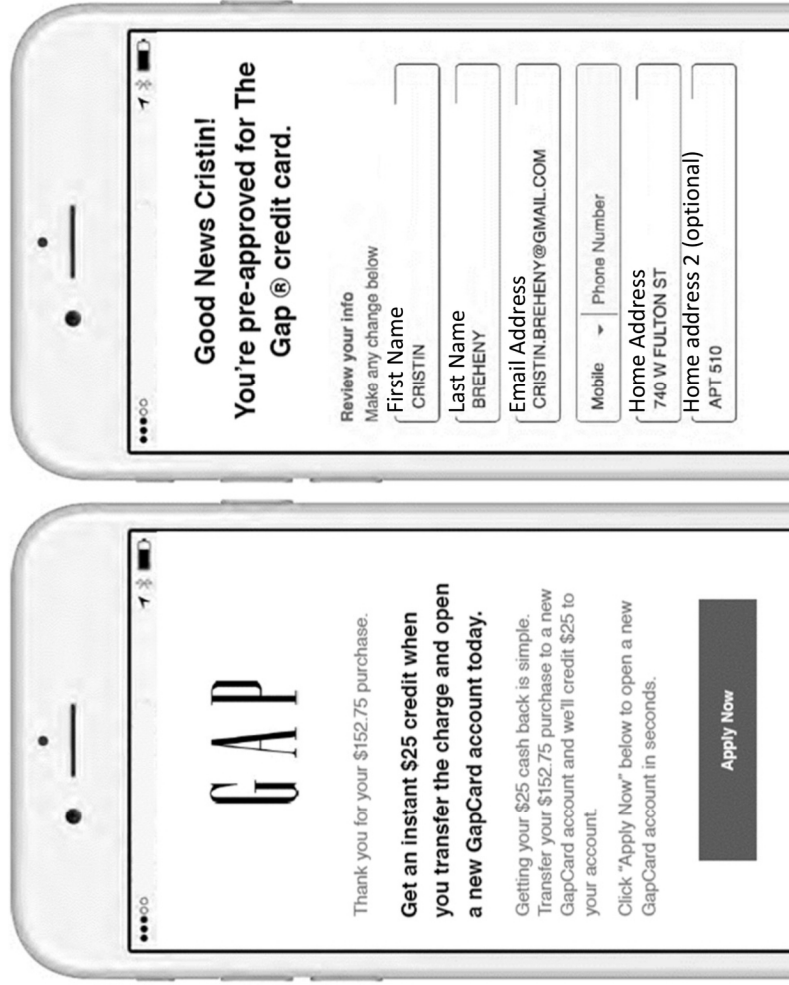 GAP
Thank you for your $152.75 purchase.
Get an instant $25 credit when
you transfer the charge and open
a new GapCard account today.
Getting your $25 cash back is simple.
Transfer your $152.75 purchase to a new
GapCard account and we'll credit $25 to
your account.
Click "Apply Now" below to open a new
GapCard account in seconds.
Apply Now
Good News Cristin!
You're pre-approved for The
Gap ® credit card.
Review your info
Make any change below
First Name
CRISTIN
Last Name
BREHENY
Email Address
CRISTIN.BREHENY@GMAIL.COM
Mobile Phone Number
Home Address
740 W FULTON ST
Home address 2 (optional)
APT 510